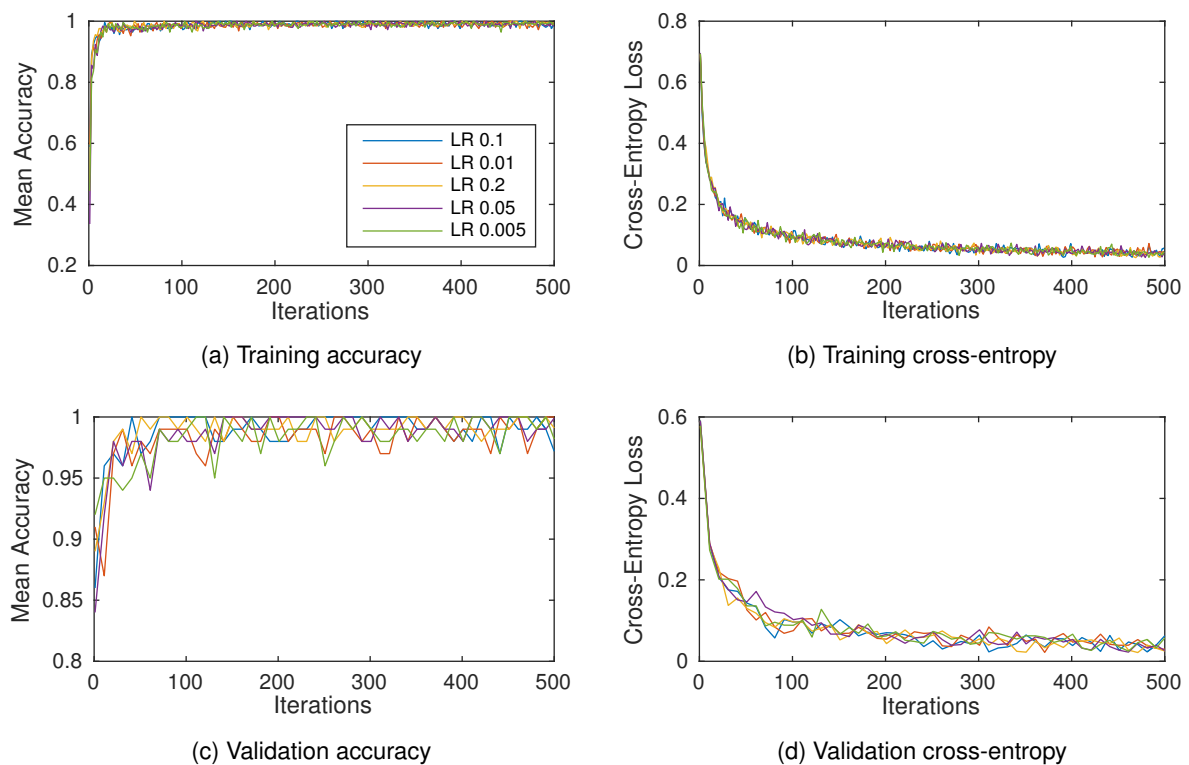 1
0.8
0.6
0.4
0.2
0 100 200 300 400 500
Mean Accuracy
Iterations
LR 0.1
LR 0.01
LR 0.2
LR 0.05
LR 0.005
(a) Training accuracy
0.8
0.6
0.4
0.2
0
0 100 200 300 400 500
Cross-Entropy Loss
Iterations
(b) Training cross-entropy
1
0.95
0.9
0.85
0.8
0 100 200 300 400 500
Mean Accuracy
Iterations
(c) Validation accuracy
0.6
0.4
0.2
0
0 100 200 300 400 500
Cross-Entropy Loss
Iterations
(d) Validation cross-entropy